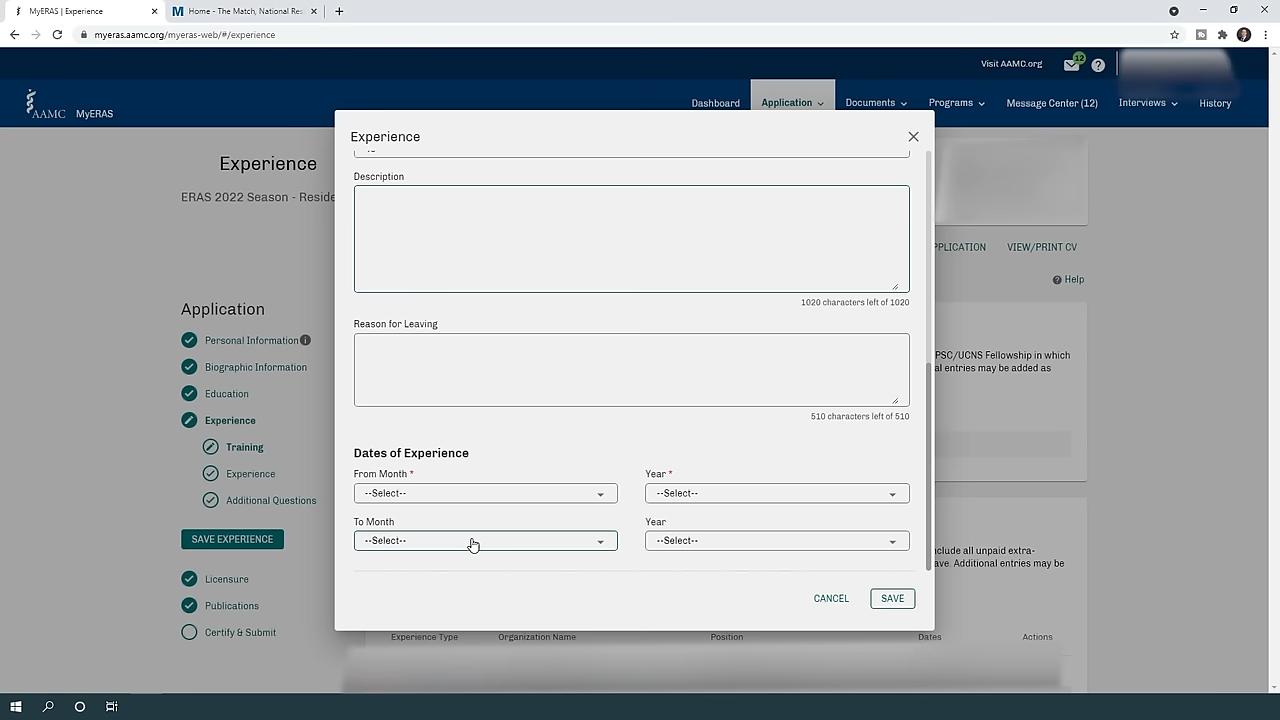 MyERAS | Experience
Home - The Match, National Res
myeras.aamc.org/myeras-web/#/experience
Visit AAMC.org
12
AAMC MyERAS
Dashboard Application Documents Programs Message Center (12) Interviews History
Experience
ERAS 2022 Season - Reside
PPLICATION VIEW/PRINT CV
Help
Application
Personal Information
Biographic Information
Education
Experience
Training
Experience
Additional Questions
SAVE EXPERIENCE
Licensure
Publications
Certify & Submit
Experience
Description
1020 characters left of 1020
Reason for Leaving
510 characters left of 510
Dates of Experience
From Month * Year *
--Select-- --Select--
To Month Year
--Select-- --Select--
CANCEL SAVE
PSC/UCNS Fellowship in which
al entries may be added as
nclude all unpaid extra-
ave. Additional entries may be
Experience Type Organization Name Position Dates Actions